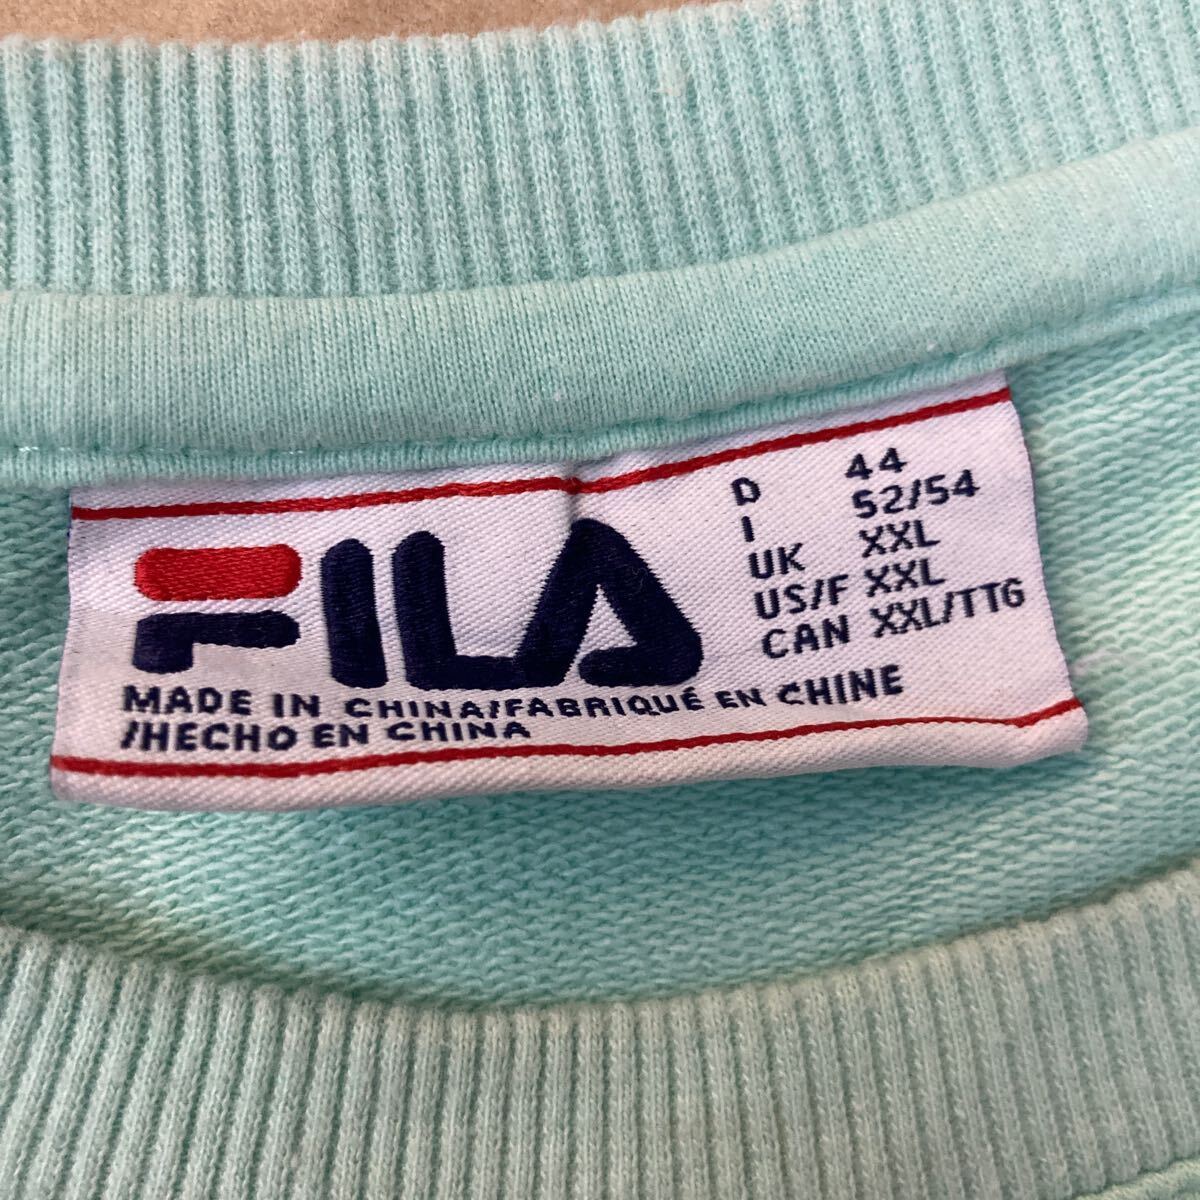 FILA
D 44
I 52/54
UK XXL
US/F XXL
CAN XXL/TTG
MADE IN CHINA/FABRIQUÉ EN CHINE
/HECHO EN CHINA